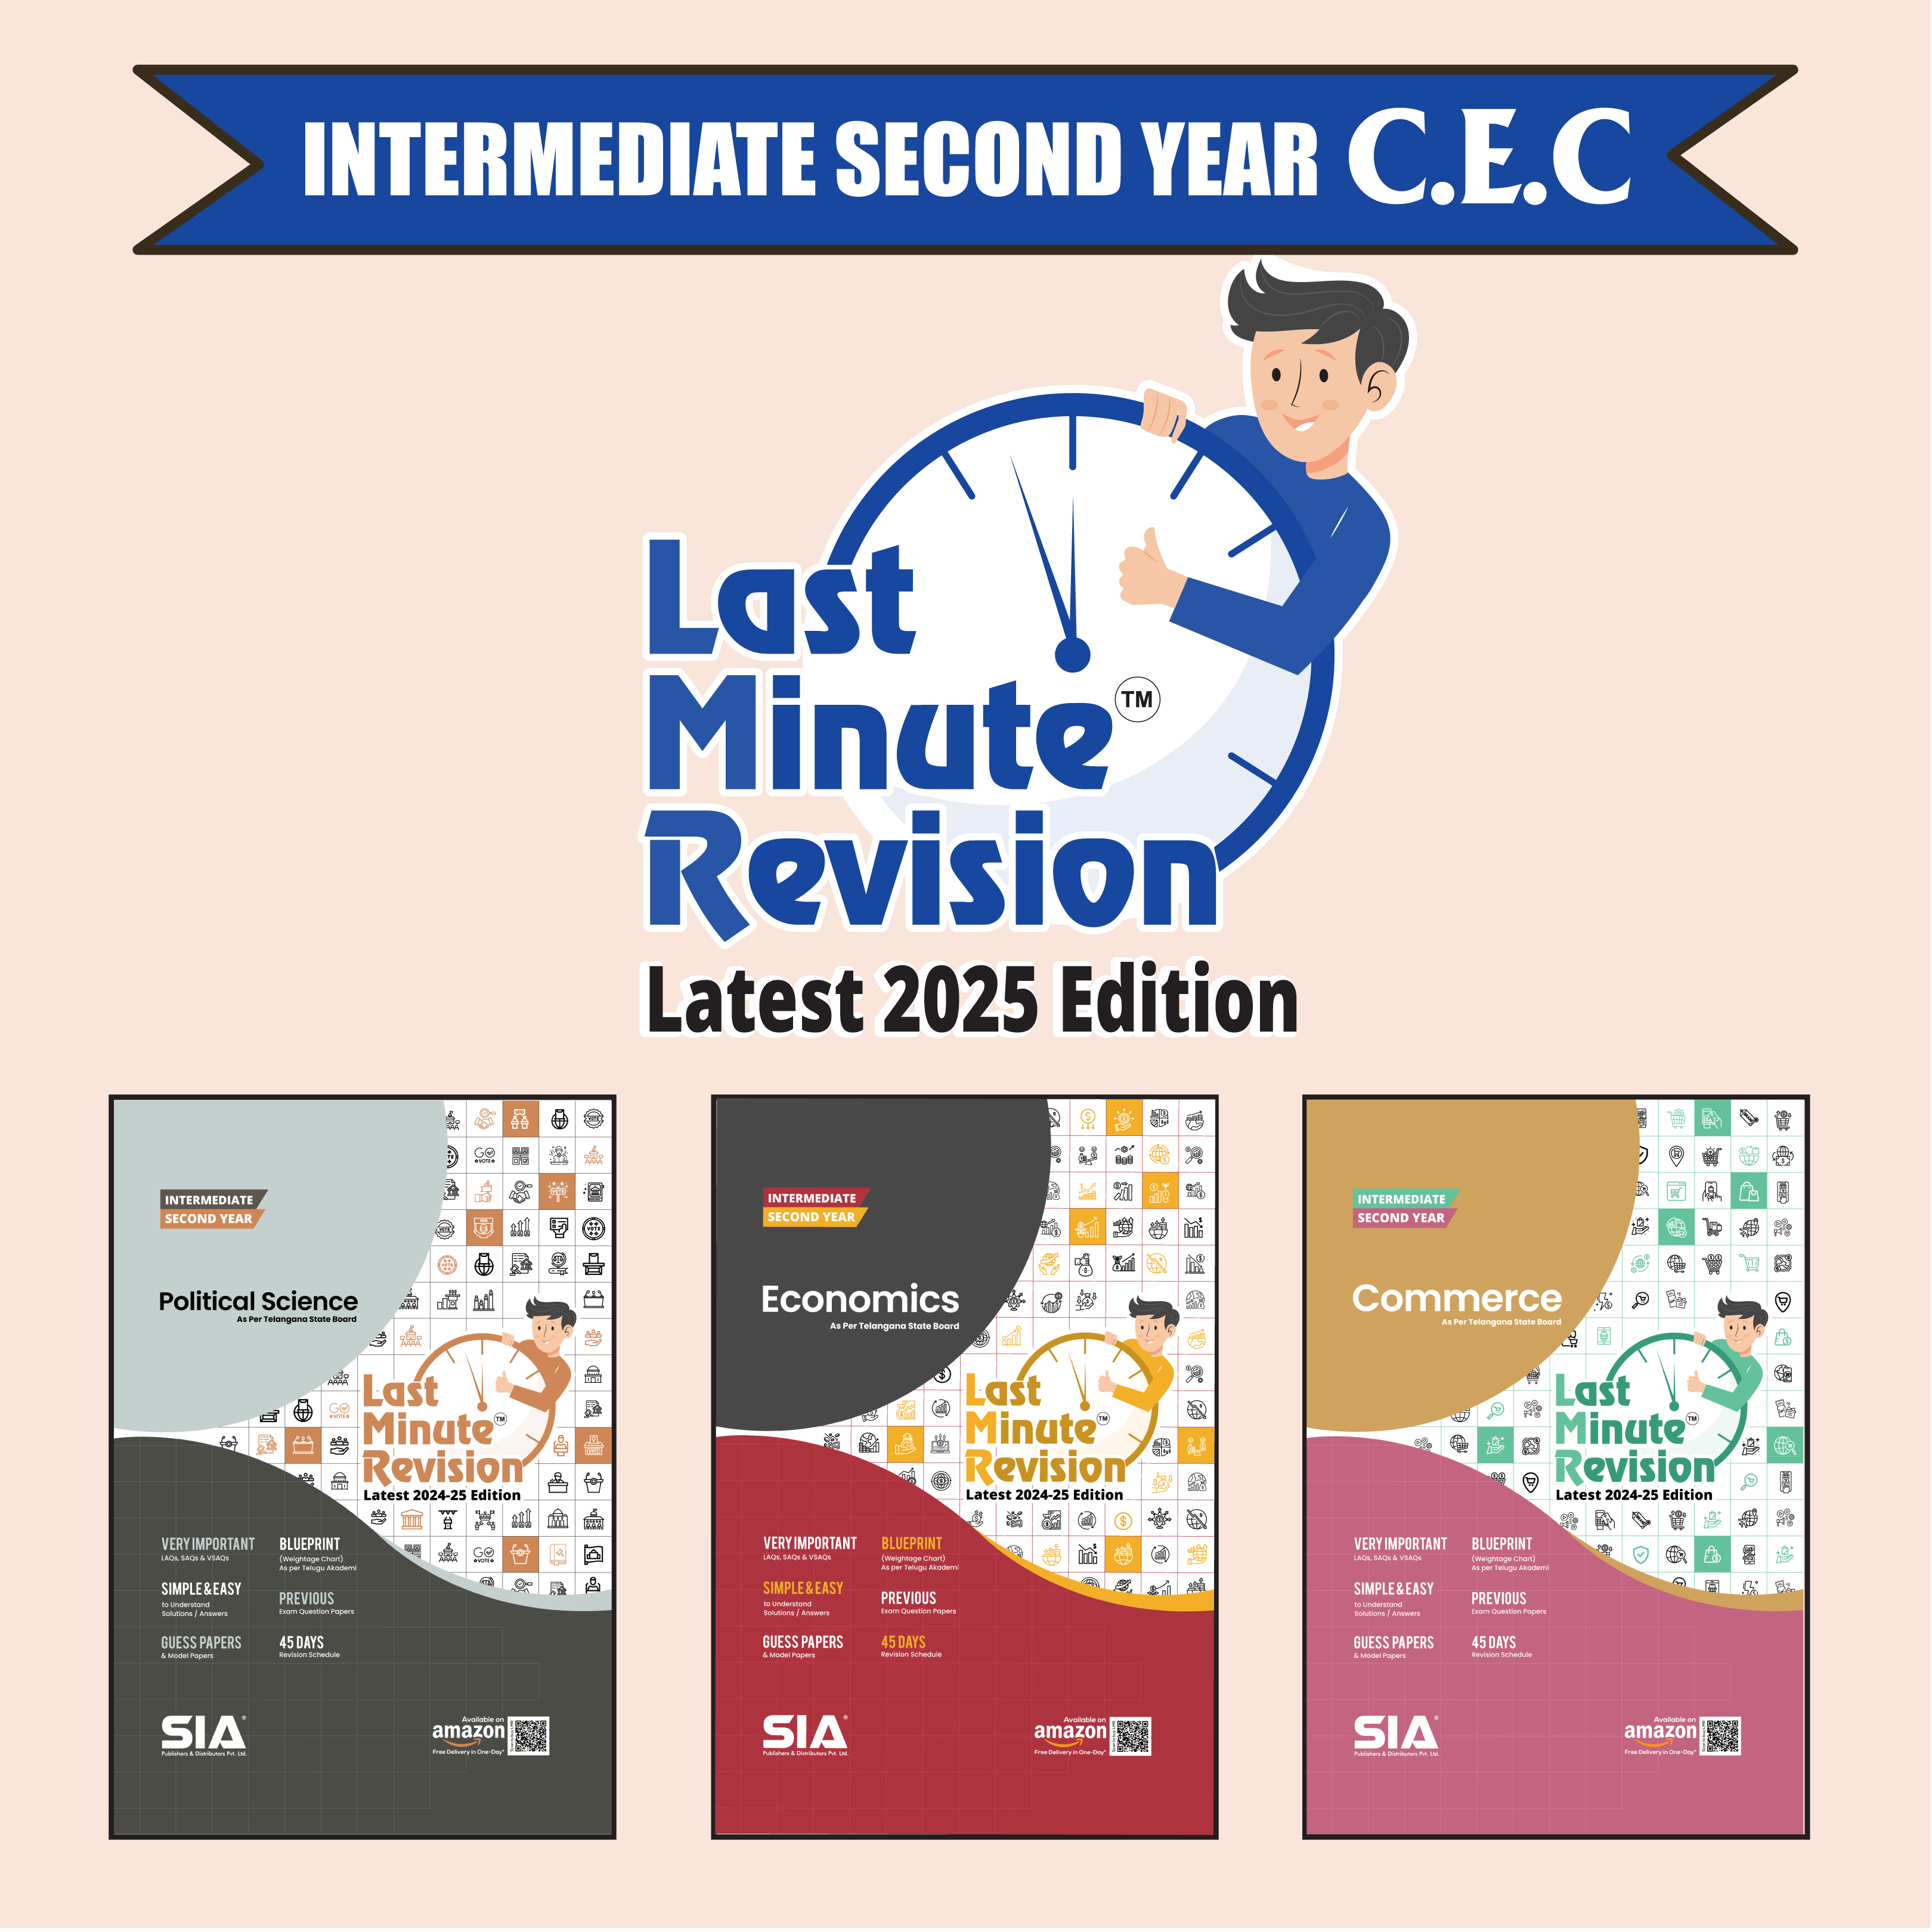 INTERMEDIATE SECOND YEAR C.E.C
Last
Minute TM
Revision
Latest 2025 Edition
INTERMEDIATE
SECOND YEAR
Political Science
As Per Telangana State Board
Last
Minute TM
Revision
Latest 2024-25 Edition
VERY IMPORTANT
LAQs, SAQs & VSAQs
SIMPLE & EASY
to Understand
Solutions / Answers
GUESS PAPERS
& Model Papers
BLUEPRINT
(Weightage Chart)
As per Telugu Akademi
PREVIOUS
Exam Question Papers
45 DAYS
Revision Schedule
SIA®
Publishers & Distributors Pvt. Ltd.
Available on
amazon
Free Delivery in One-Day*
INTERMEDIATE
SECOND YEAR
Economics
As Per Telangana State Board
Last
Minute TM
Revision
Latest 2024-25 Edition
VERY IMPORTANT
LAQs, SAQs & VSAQs
SIMPLE & EASY
to Understand
Solutions / Answers
GUESS PAPERS
& Model Papers
BLUEPRINT
(Weightage Chart)
As per Telugu Akademi
PREVIOUS
Exam Question Papers
45 DAYS
Revision Schedule
SIA®
Publishers & Distributors Pvt. Ltd.
Available on
amazon
Free Delivery in One-Day*
INTERMEDIATE
SECOND YEAR
Commerce
As Per Telangana State Board
Last
Minute TM
Revision
Latest 2024-25 Edition
VERY IMPORTANT
LAQs, SAQs & VSAQs
SIMPLE & EASY
to Understand
Solutions / Answers
GUESS PAPERS
& Model Papers
BLUEPRINT
(Weightage Chart)
As per Telugu Akademi
PREVIOUS
Exam Question Papers
45 DAYS
Revision Schedule
SIA®
Publishers & Distributors Pvt. Ltd.
Available on
amazon
Free Delivery in One-Day*